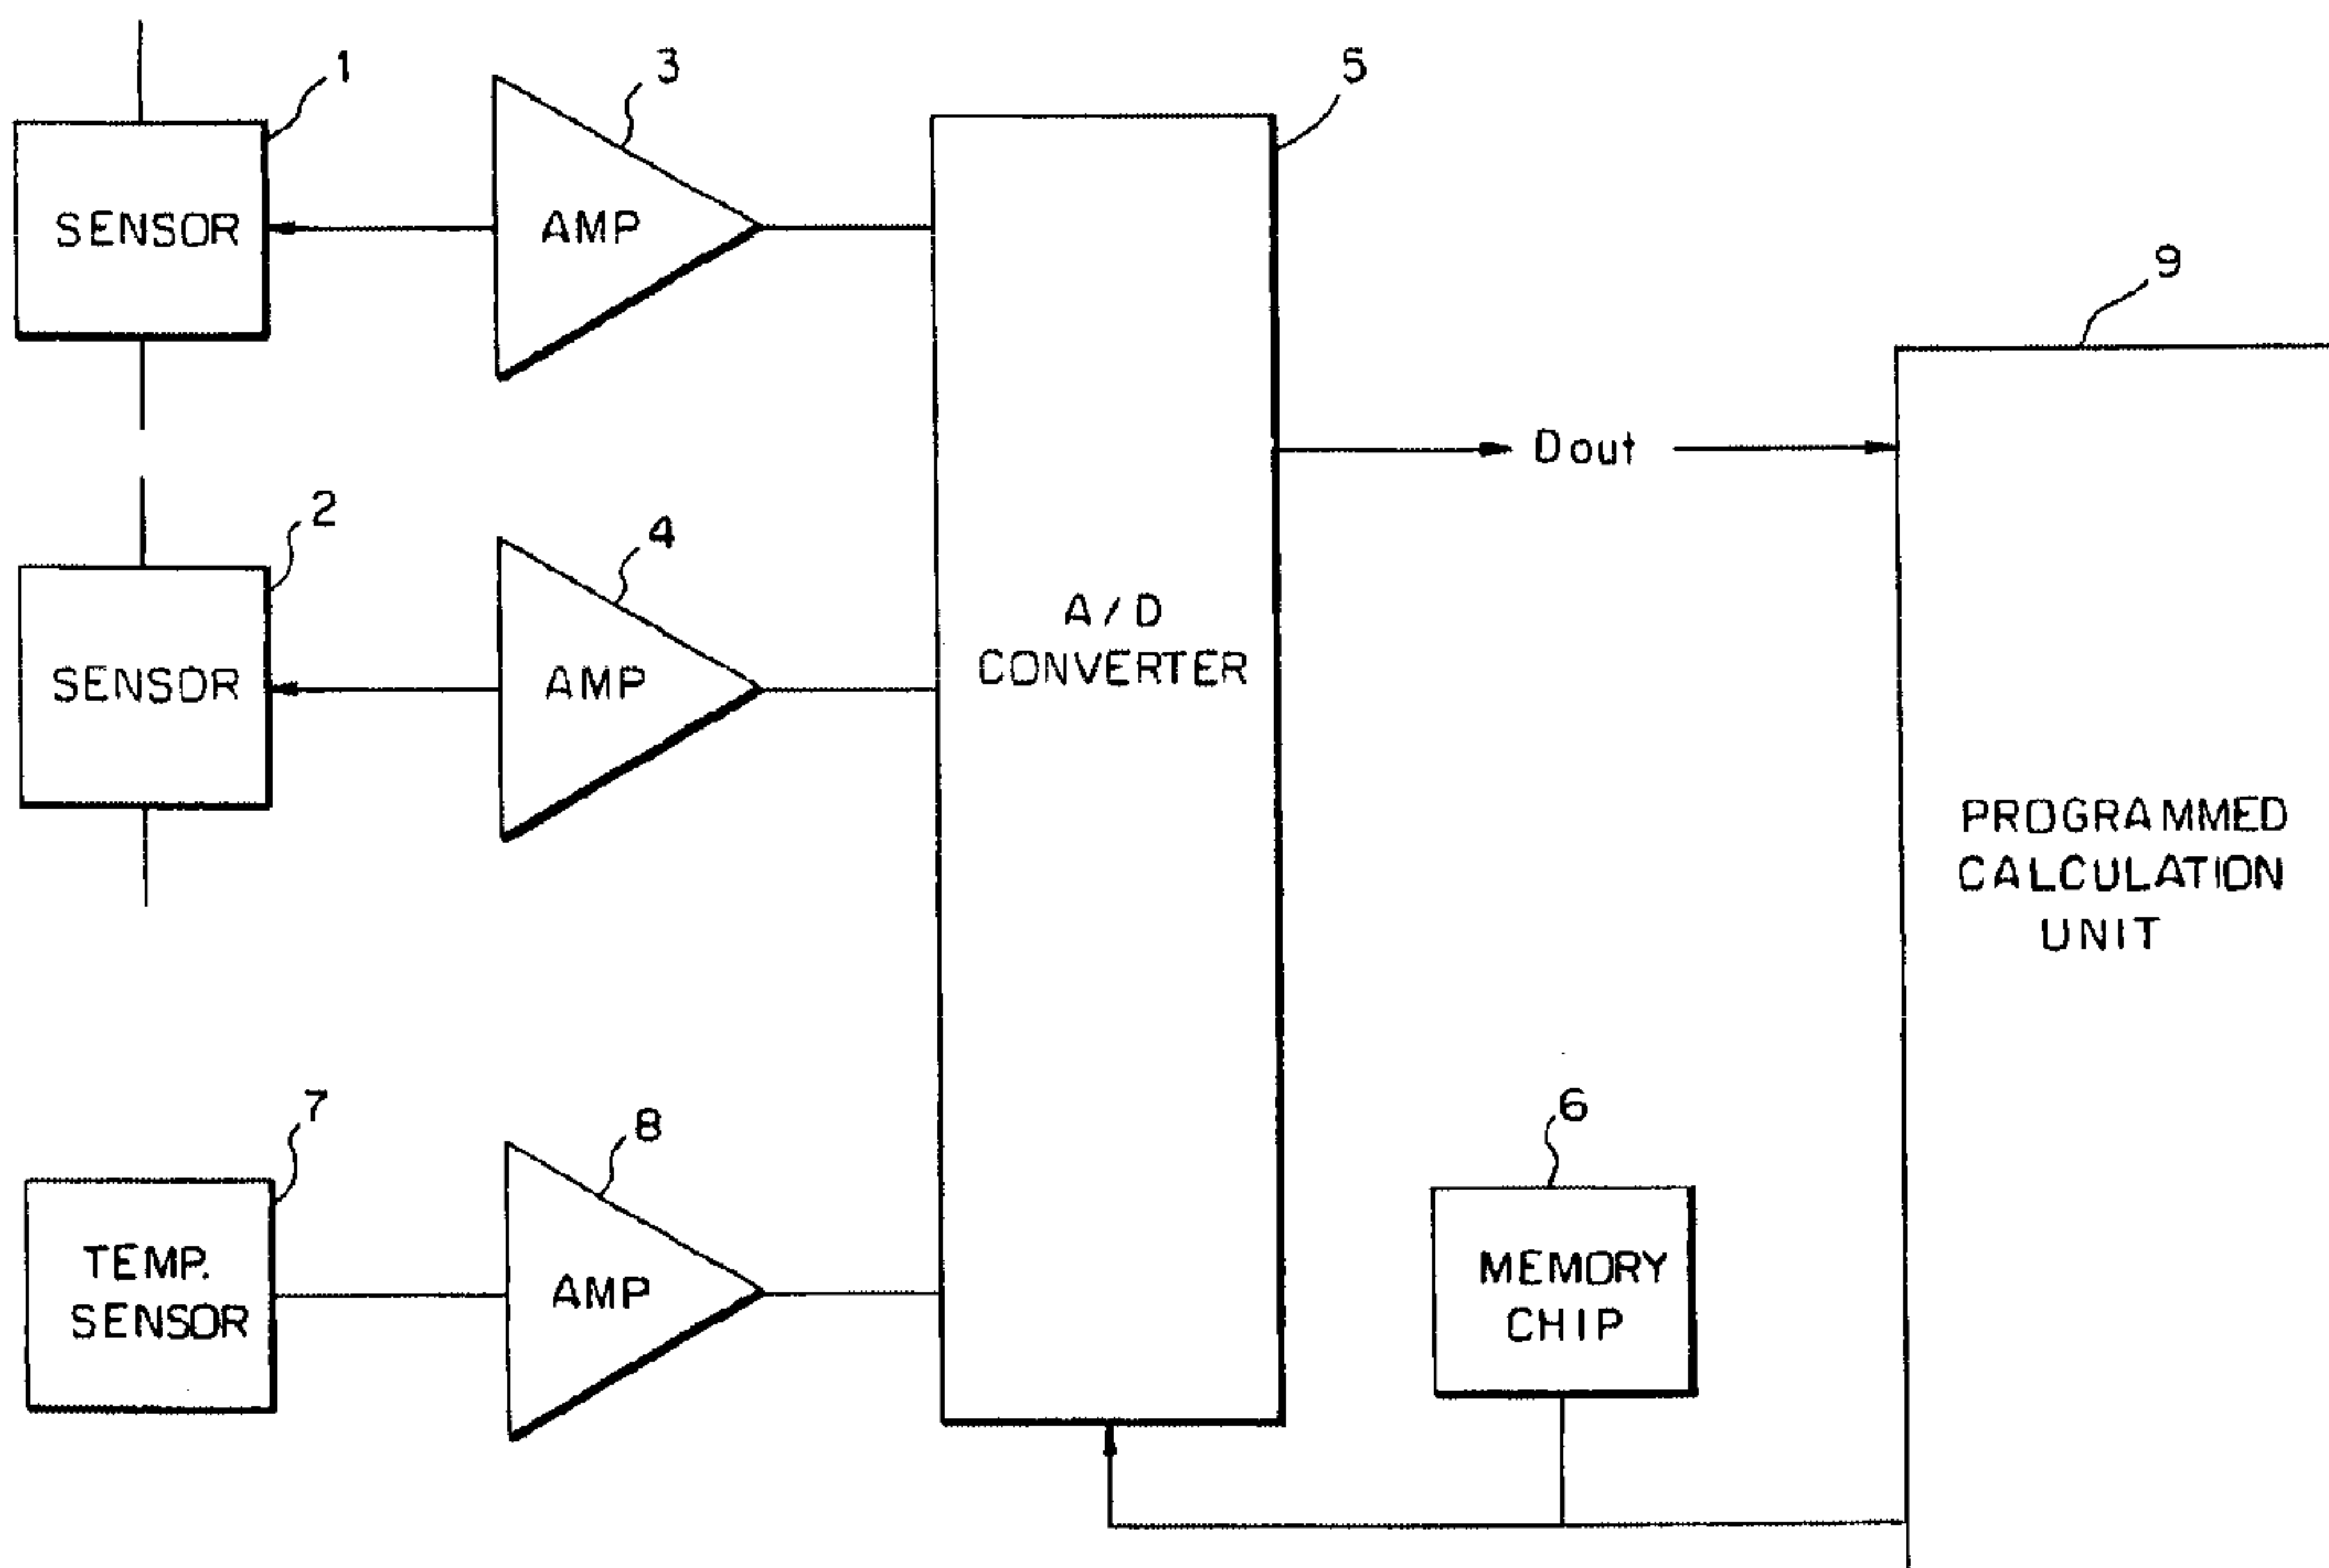 1
3
5
SENSOR
AMP
9
Dout
2
4
SENSOR
AMP
A/D
CONVERTER
PROGRAMMED
CALCULATION
UNIT
7
8
6
TEMP.
SENSOR
AMP
MEMORY
CHIP